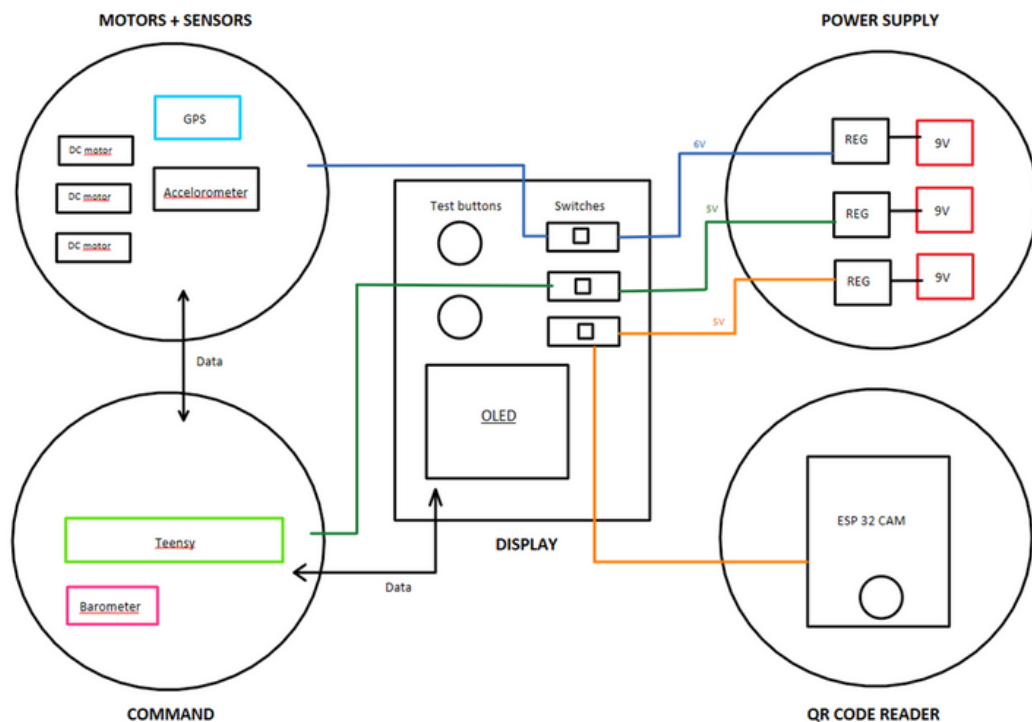 MOTORS + SENSORS
POWER SUPPLY
GPS
DC motor
Accelorometer
DC motor
DC motor
Test buttons
Switches
6V
REG
9V
5V
REG
9V
REG
9V
5V
Data
OLED
Teensy
Barometer
DISPLAY
Data
ESP 32 CAM
COMMAND
QR CODE READER